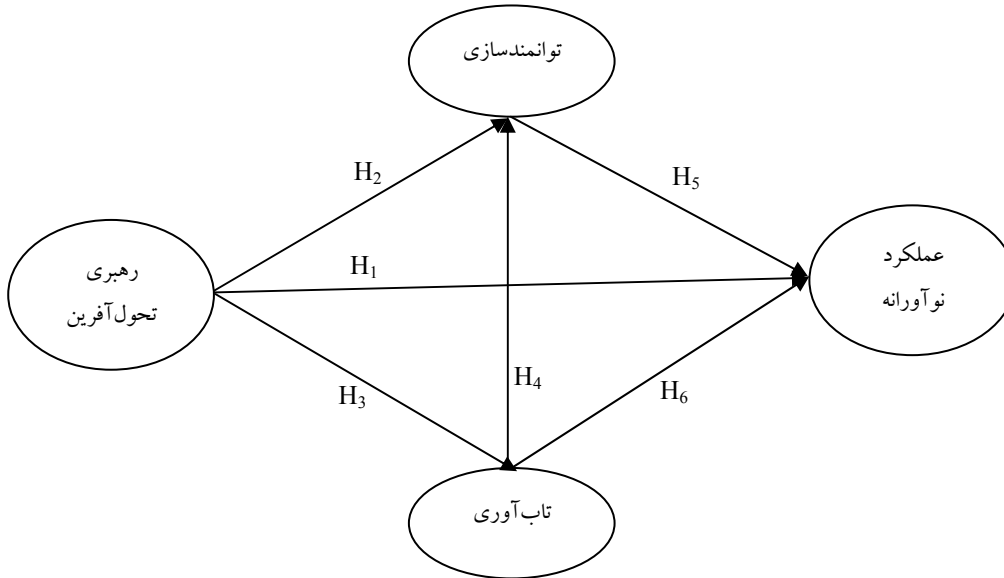 توانمندسازی
H2
H5
رهبری
تحول‌آفرین
H1
عملکرد
نوآورانه
H3
H4
H6
تاب‌آوری